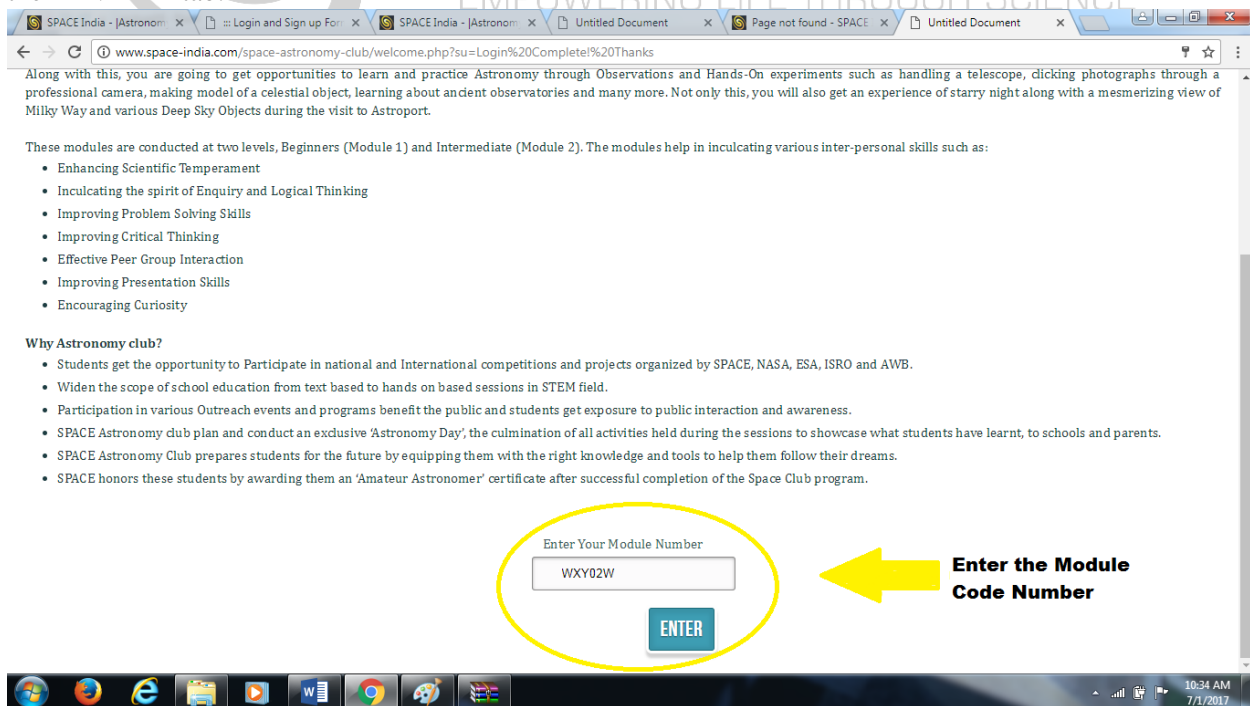 EMPOWERING LIFE THROUGH SCIENCE
SPACE India - |Astronom
::: Login and Sign up For
SPACE India - |Astronom
Untitled Document
Page not found - SPACE
Untitled Document
www.space-india.com/space-astronomy-club/welcome.php?su=Login%20Complete!%20Thanks
Along with this, you are going to get opportunities to learn and practice Astronomy through Observations and Hands-On experiments such as handling a telescope, clicking photographs through a
professional camera, making model of a celestial object, learning about ancient observatories and many more. Not only this, you will also get an experience of starry night along with a mesmerizing view of
Milky Way and various Deep Sky Objects during the visit to Astroport.
These modules are conducted at two levels, Beginners (Module 1) and Intermediate (Module 2). The modules help in inculcating various inter-personal skills such as:
• Enhancing Scientific Temperament
• Inculcating the spirit of Enquiry and Logical Thinking
• Improving Problem Solving Skills
• Improving Critical Thinking
• Effective Peer Group Interaction
• Improving Presentation Skills
• Encouraging Curiosity
Why Astronomy club?
• Students get the opportunity to Participate in national and International competitions and projects organized by SPACE, NASA, ESA, ISRO and AWB.
• Widen the scope of school education from text based to hands on based sessions in STEM field.
• Participation in various Outreach events and programs benefit the public and students get exposure to public interaction and awareness.
• SPACE Astronomy club plan and conduct an exclusive ‘Astronomy Day’, the culmination of all activities held during the sessions to showcase what students have learnt, to schools and parents.
• SPACE Astronomy Club prepares students for the future by equipping them with the right knowledge and tools to help them follow their dreams.
• SPACE honors these students by awarding them an ‘Amateur Astronomer’ certificate after successful completion of the Space Club program.
Enter Your Module Number
WXY02W
ENTER
Enter the Module
Code Number
10:34 AM
7/1/2017